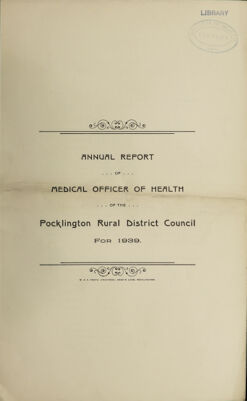 LIBRARY
ANNUAL REPORT
... OF ...
MEDICAL OFFICER OF HEALTH
... OF THE ...
Pocklington Rural District Council
FOR 1939.